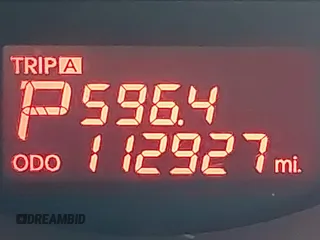 TRIP A
P 596.4
ODO 112927 mi.
DREAMBID